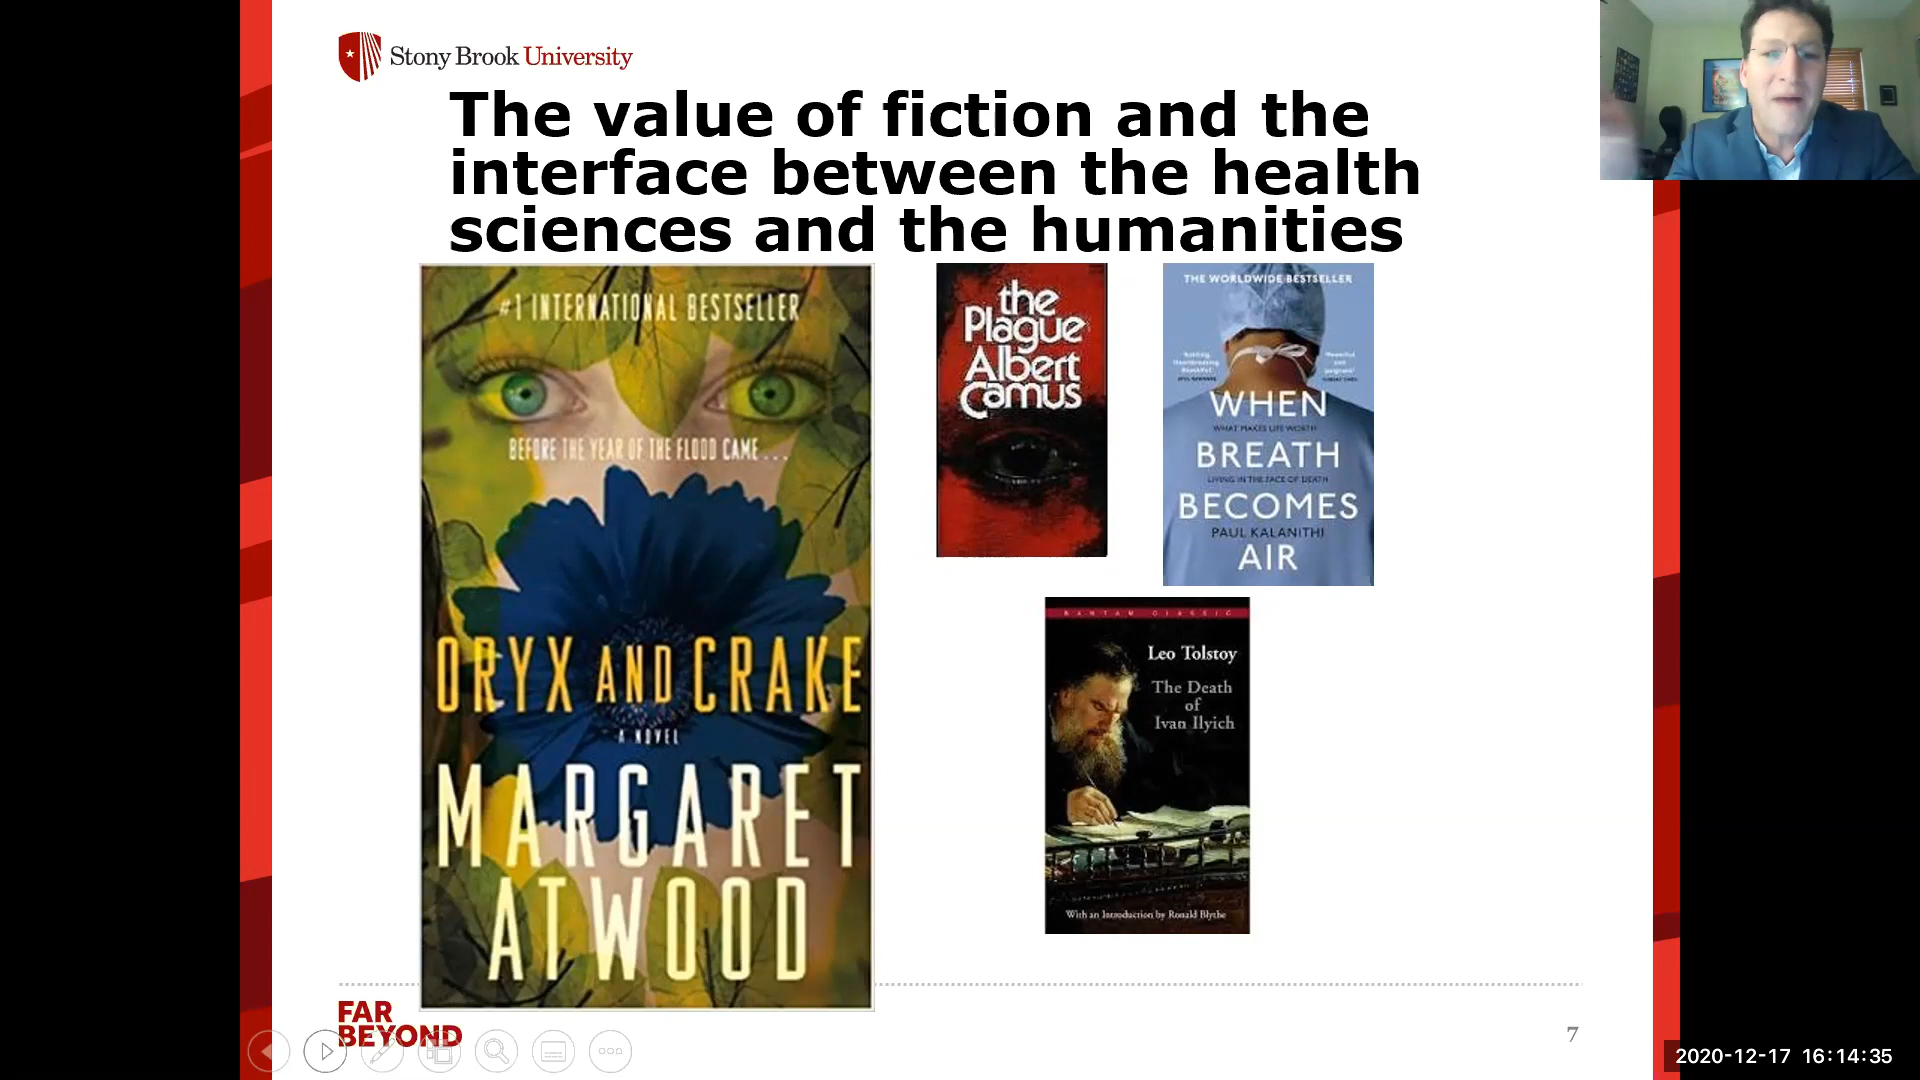 Stony Brook University
The value of fiction and the
interface between the health
sciences and the humanities
#1 INTERNATIONAL BESTSELLER
BEFORE THE YEAR OF THE FLOOD CAME . . .
ORYX AND CRAKE
A NOVEL
MARGARET
ATWOOD
the
Plague
Albert
Camus
THE WORLDWIDE BESTSELLER
WHEN
WHAT MAKES LIFE WORTH
BREATH
LIVING IN THE FACE OF DEATH
BECOMES
PAUL KALANITHI
AIR
BANTAM CLASSIC
Leo Tolstoy
The Death
of
Ivan Ilyich
With an Introduction by Ronald Blythe
FAR
BEYOND
7
2020-12-17 16:14:35